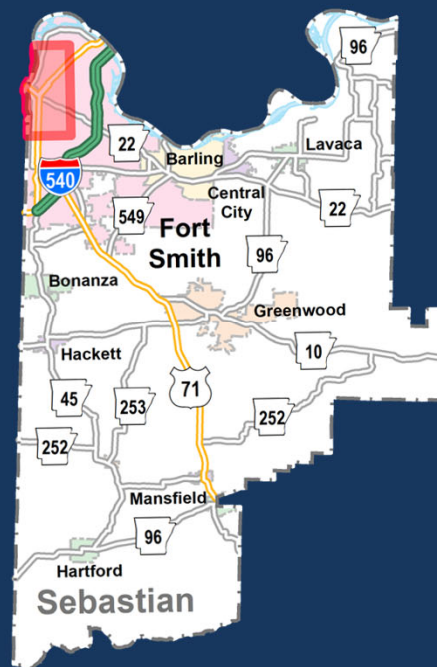 96
22
Barling
Lavaca
540
Central
City
22
549
Fort
Smith
96
Bonanza
Greenwood
Hackett
10
71
45
253
252
252
Mansfield
96
Hartford
Sebastian